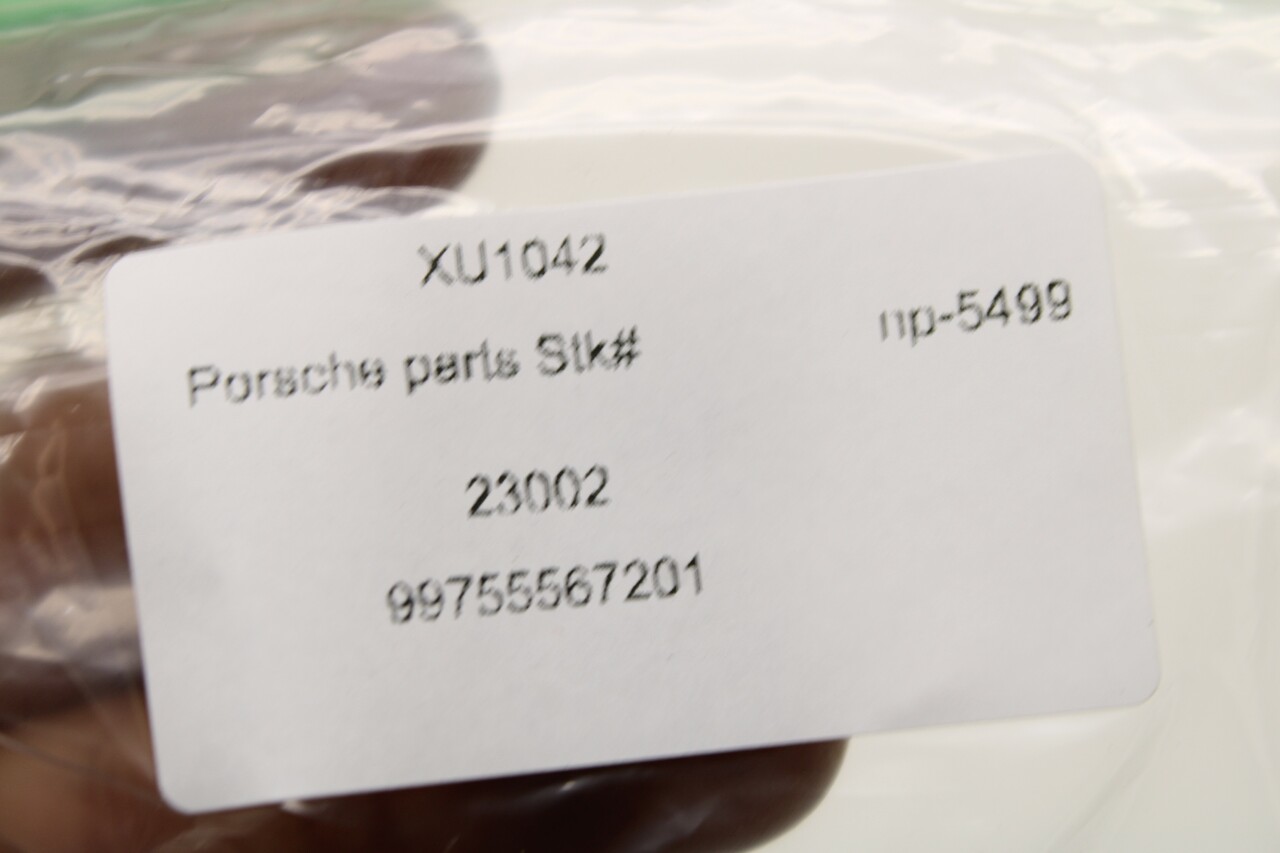 XU1042
np-5499
Porsche parts Stk#
23002
99755567201